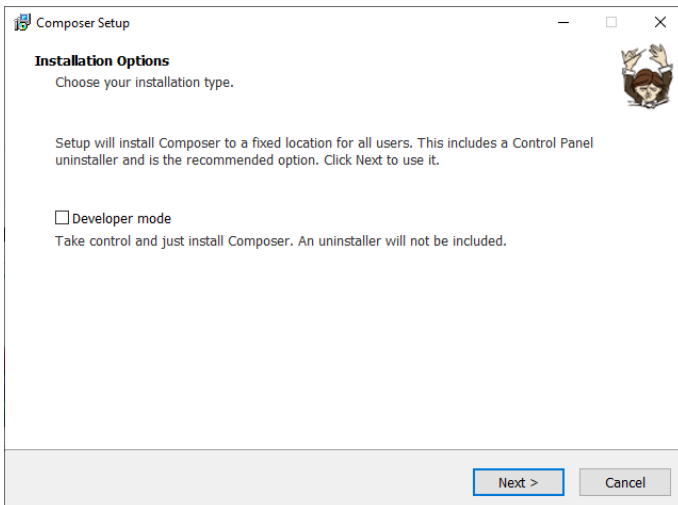 Composer Setup
Installation Options
Choose your installation type.
Setup will install Composer to a fixed location for all users. This includes a Control Panel
uninstaller and is the recommended option. Click Next to use it.
Developer mode
Take control and just install Composer. An uninstaller will not be included.
Next >
Cancel